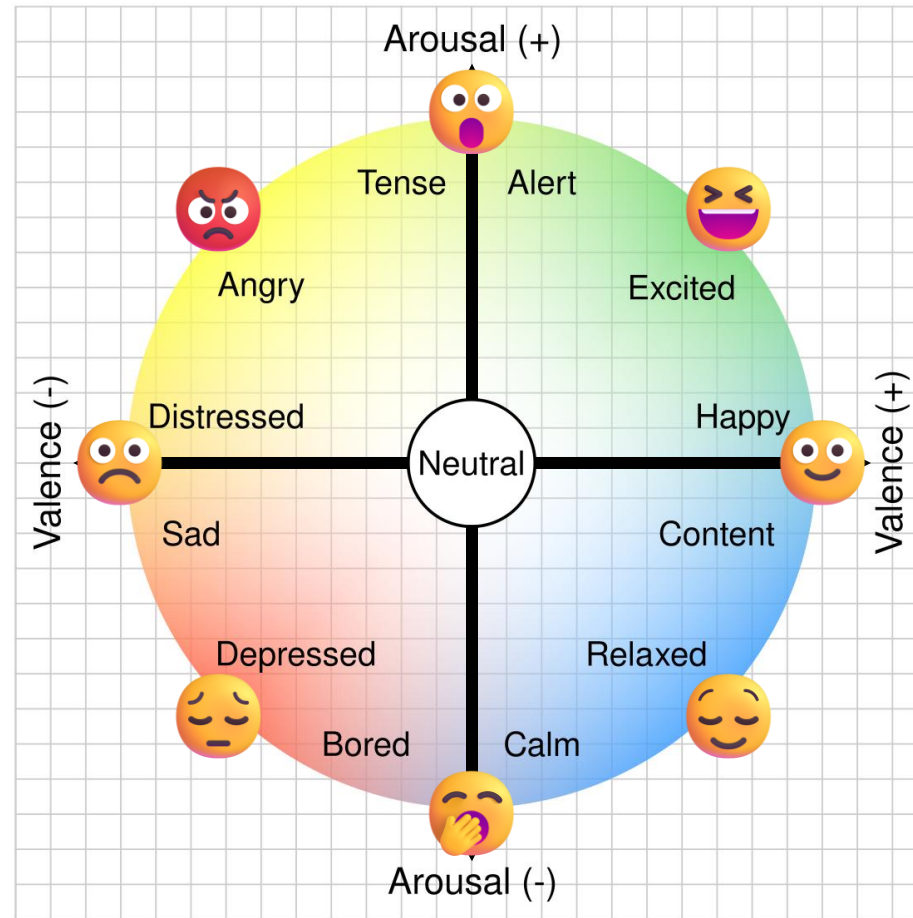 Arousal (+)
Tense
Alert
Angry
Excited
Valence (-)
Distressed
Happy
Valence (+)
Neutral
Sad
Content
Depressed
Relaxed
Bored
Calm
Arousal (-)